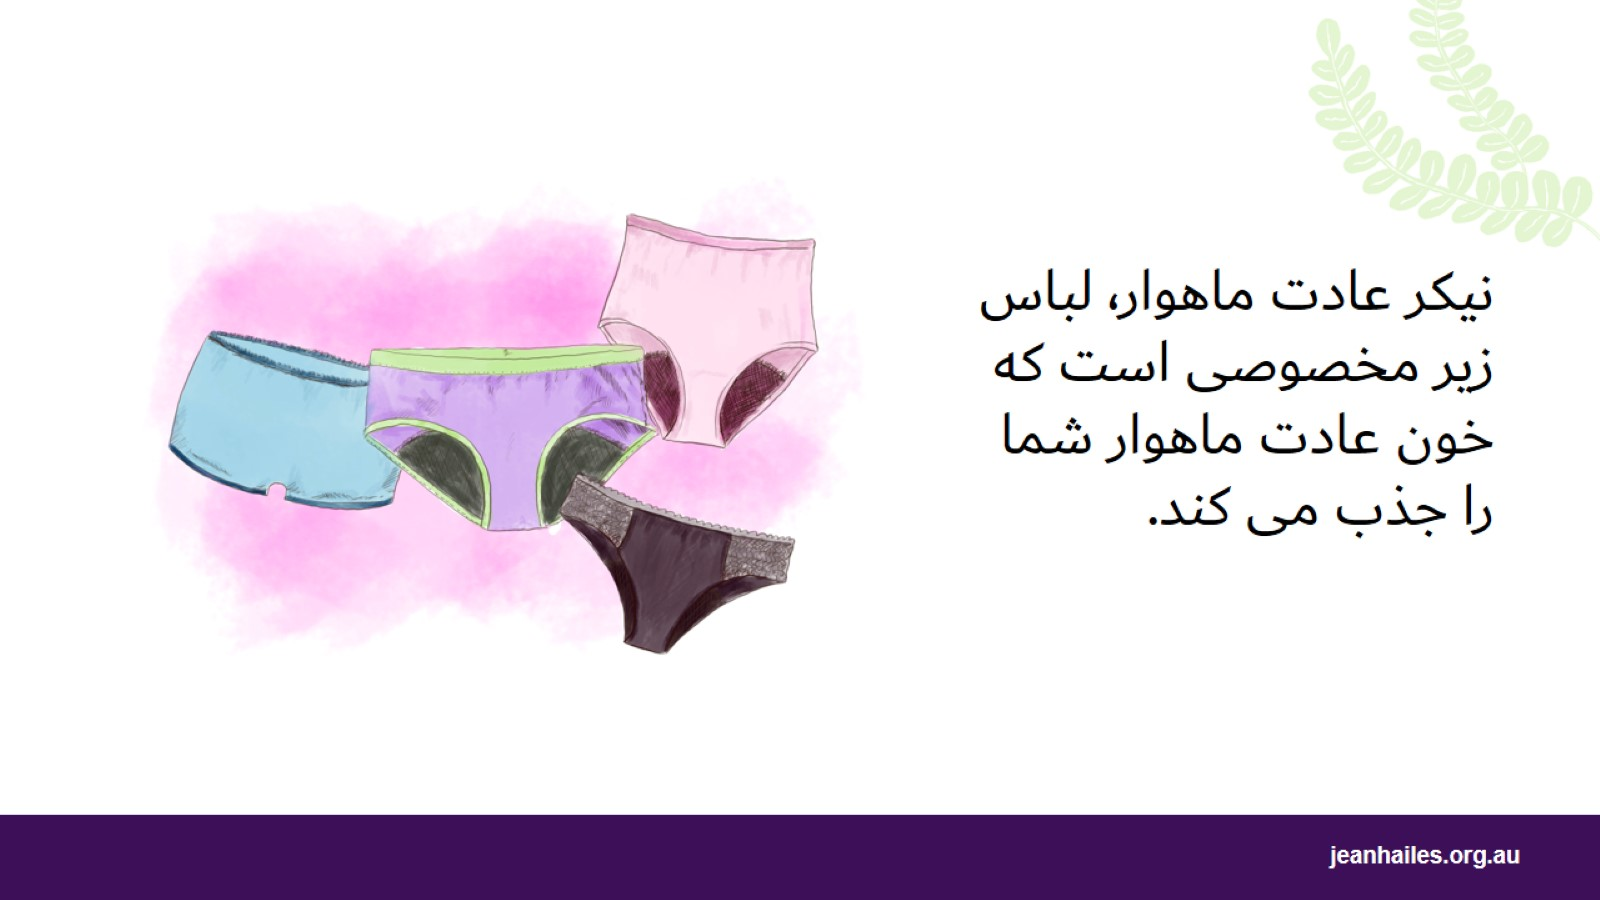 نیکر عادت ماهوار، لباس
زیر مخصوصی است که
خون عادت ماهوار شما
را جذب می کند.
jeanhailes.org.au